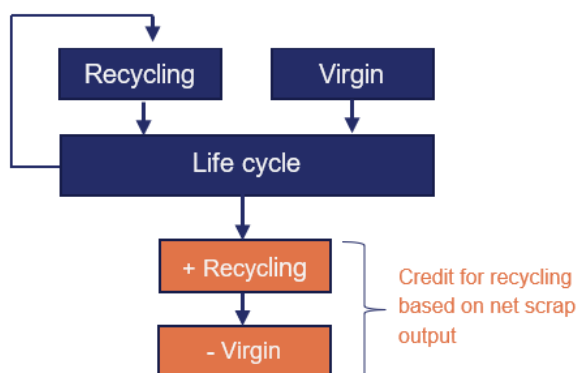 Recycling
Virgin
Life cycle
+ Recycling
- Virgin
Credit for recycling
based on net scrap
output